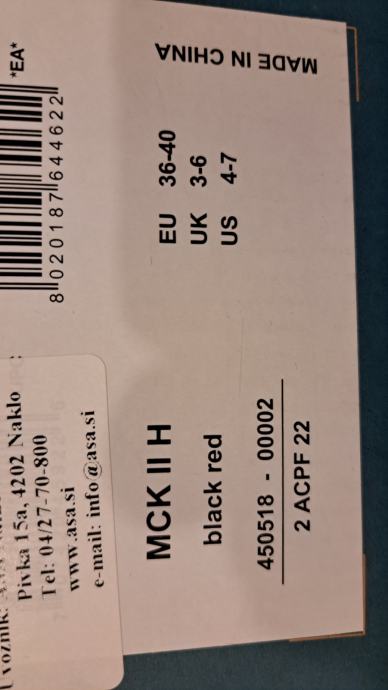 MADE IN CHINA
*EA*
8 020187 644622
EU 36-40
UK 3-6
US 4-7
MCK II H
black red
450518 - 00002
2 ACPF 22
Pivka 15a, 4202 Naklo
Tel: 04/27-70-800
www.asa.si
e-mail: info@asa.si